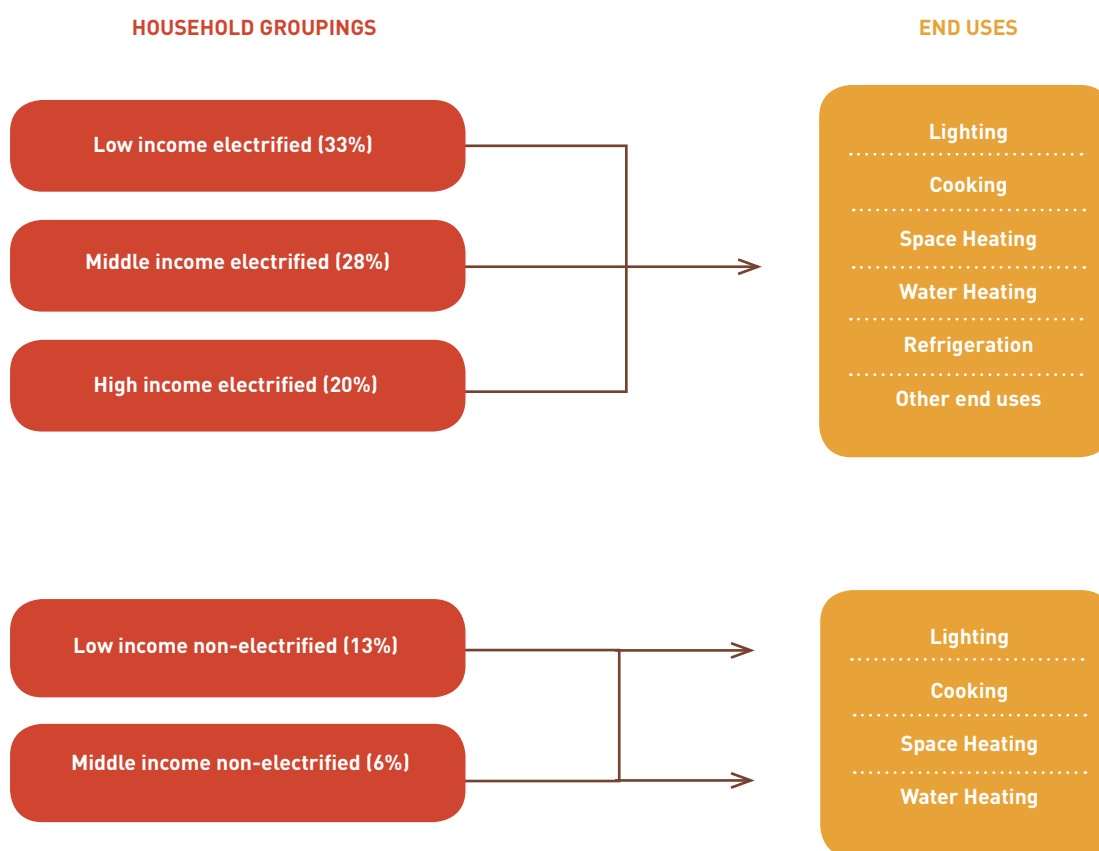 HOUSEHOLD GROUPINGS
END USES
Low income electrified (33%)
Middle income electrified (28%)
High income electrified (20%)
Lighting
Cooking
Space Heating
Water Heating
Refrigeration
Other end uses
Low income non-electrified (13%)
Middle income non-electrified (6%)
Lighting
Cooking
Space Heating
Water Heating